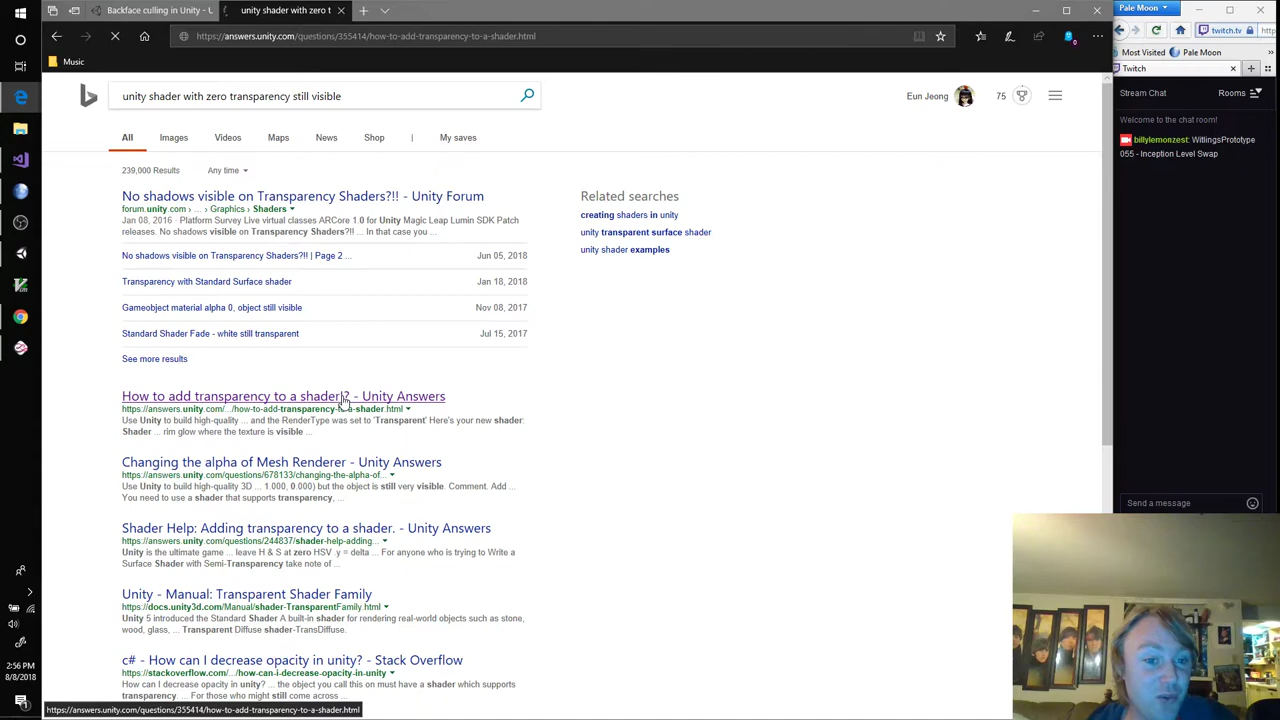 Backface culling in Unity - U
unity shader with zero t
https://answers.unity.com/questions/355414/how-to-add-transparency-to-a-shader.html
Music
unity shader with zero transparency still visible
Eun Jeong
75
All
Images
Videos
Maps
News
Shop
|
My saves
239,000 Results
Any time
No shadows visible on Transparency Shaders?!! - Unity Forum
forum.unity.com › ... › Graphics › Shaders
Jan 08, 2016 · Platform Survey Live virtual classes ARCore 1.0 for Unity Magic Leap Lumin SDK Patch
releases. No shadows visible on Transparency Shaders?!! ... In that case you ...
No shadows visible on Transparency Shaders?!! | Page 2 ...
Jun 05, 2018
Transparency with Standard Surface shader
Jan 18, 2018
Gameobject material alpha 0, object still visible
Nov 08, 2017
Standard Shader Fade - white still transparent
Jul 15, 2017
See more results
How to add transparency to a shader!? - Unity Answers
https://answers.unity.com/.../how-to-add-transparency-to-a-shader.html
Use Unity to build high-quality ... and the RenderType was set to 'Transparent' Here's your new shader:
Shader ... rim glow where the texture is visible ...
Changing the alpha of Mesh Renderer - Unity Answers
https://answers.unity.com/questions/678133/changing-the-alpha-of...
Use Unity to build high-quality 3D ... 1.000, 0.000) but the object is still very visible. Comment. Add ...
You need to use a shader that supports transparency, ...
Shader Help: Adding transparency to a shader. - Unity Answers
https://answers.unity.com/questions/244837/shader-help-adding...
Unity is the ultimate game ... leave H & S at zero HSV .y = delta ... For anyone who is trying to Write a
Surface Shader with Semi-Transparency take note of ...
Unity - Manual: Transparent Shader Family
https://docs.unity3d.com/Manual/shader-TransparentFamily.html
Unity 5 introduced the Standard Shader A built-in shader for rendering real-world objects such as stone,
wood, glass, ... Transparent Diffuse shader-TransDiffuse.
c# - How can I decrease opacity in unity? - Stack Overflow
https://stackoverflow.com/.../how-can-i-decrease-opacity-in-unity
How can I decrease opacity in unity? ... the object you call this on must have a shader which supports
transparency. ... For those who might still come across ...
Related searches
creating shaders in unity
unity transparent surface shader
unity shader examples
https://answers.unity.com/questions/355414/how-to-add-transparency-to-a-shader.html
2:56 PM
8/8/2018
Pale Moon
twitch.tv
Most Visited
Pale Moon
Twitch
Stream Chat
Rooms
Welcome to the chat room!
billylemonzest: WitlingsPrototype
055 - Inception Level Swap
Send a message